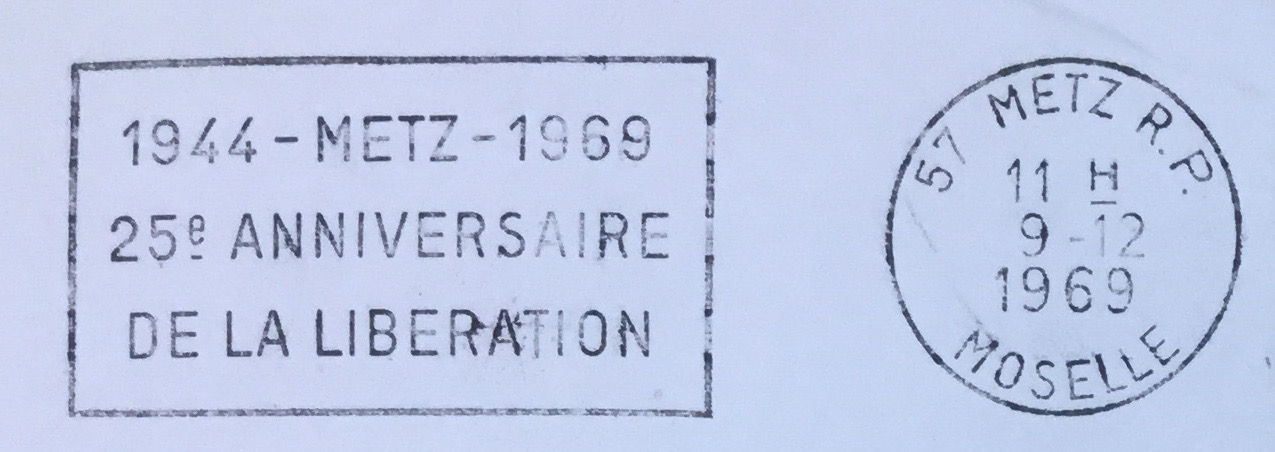 1944 - METZ - 1969
25e ANNIVERSAIRE
DE LA LIBERATION
57 METZ R.P.
11 H
9 -12
1969
MOSELLE